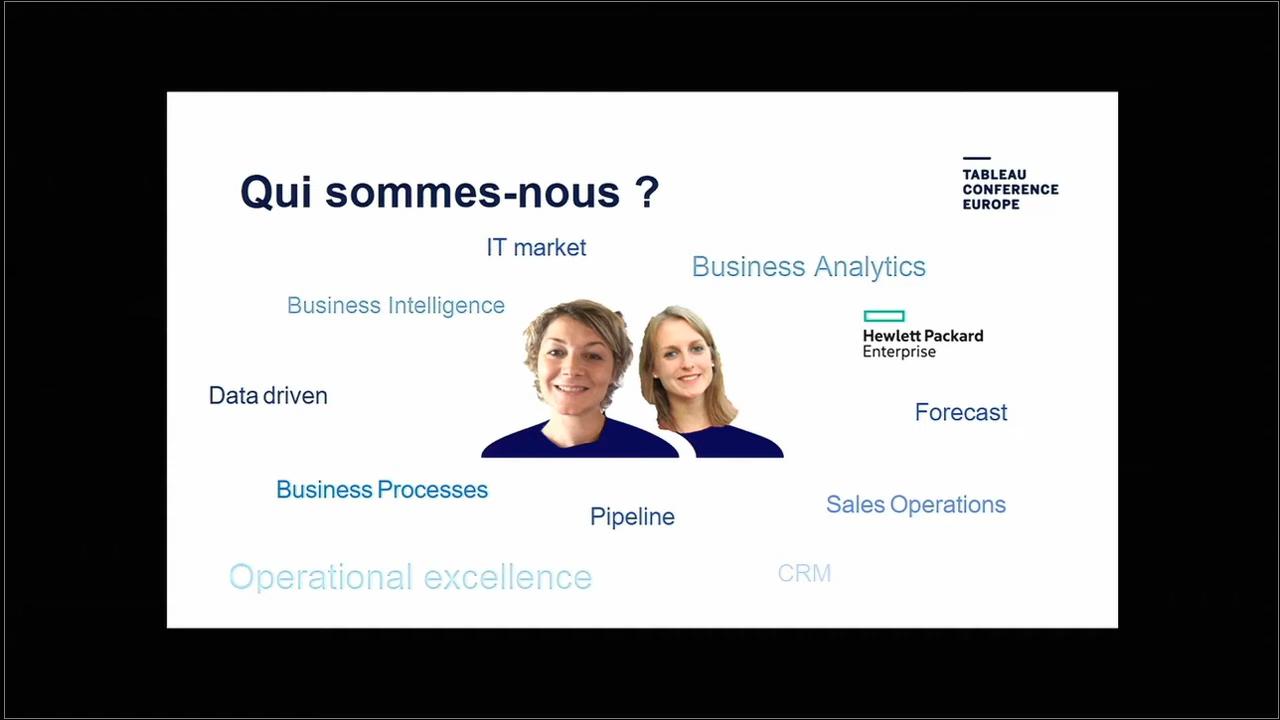 Qui sommes-nous ?
TABLEAU
CONFERENCE
EUROPE
IT market
Business Analytics
Business Intelligence
Hewlett Packard
Enterprise
Data driven
Forecast
Business Processes
Pipeline
Sales Operations
Operational excellence
CRM